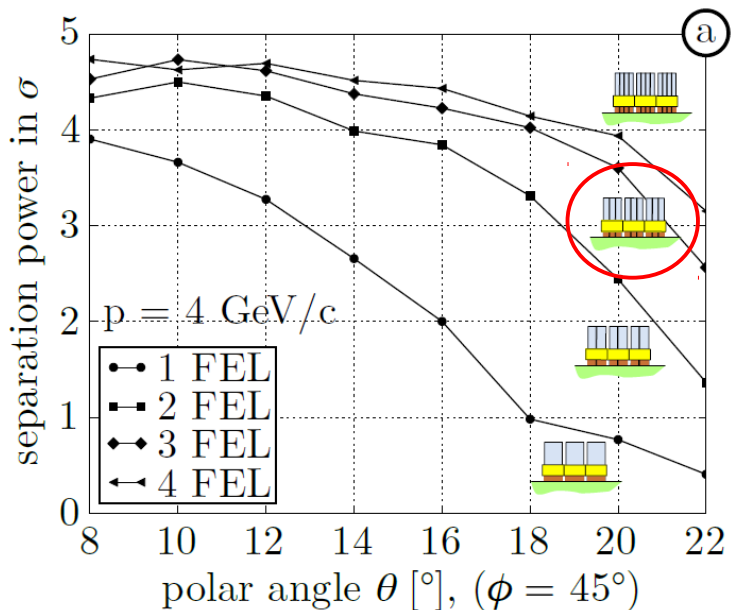 a
5
4
3
2
1
0
separation power in σ
p = 4 GeV/c
1 FEL
2 FEL
3 FEL
4 FEL
8 10 12 14 16 18 20 22
polar angle θ [°], (ϕ = 45°)